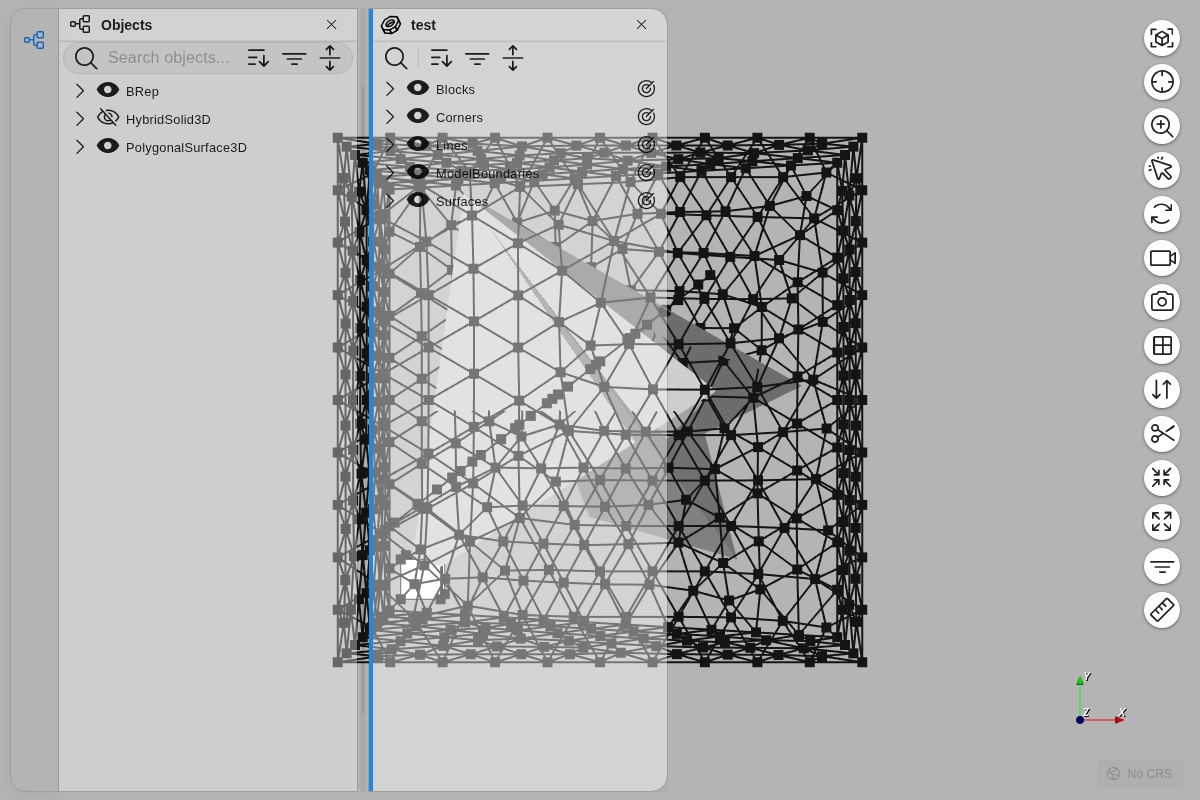 Objects
Search objects...
BRep
HybridSolid3D
PolygonalSurface3D
test
Blocks
Corners
Lines
ModelBoundaries
Surfaces
Y
Z
X
No CRS